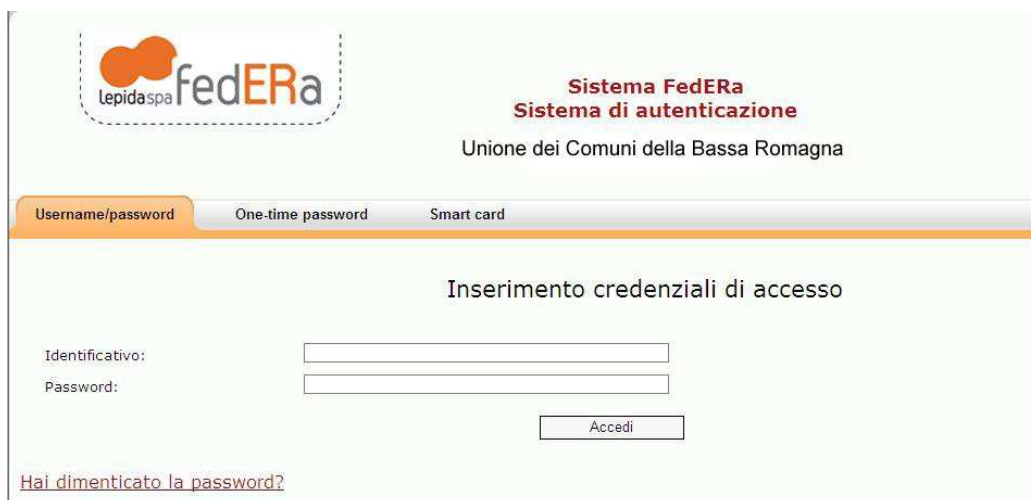 lepidaspa fedERa
Sistema FedERa
Sistema di autenticazione
Unione dei Comuni della Bassa Romagna
Username/password One-time password Smart card
Inserimento credenziali di accesso
Identificativo:
Password:
Accedi
Hai dimenticato la password?